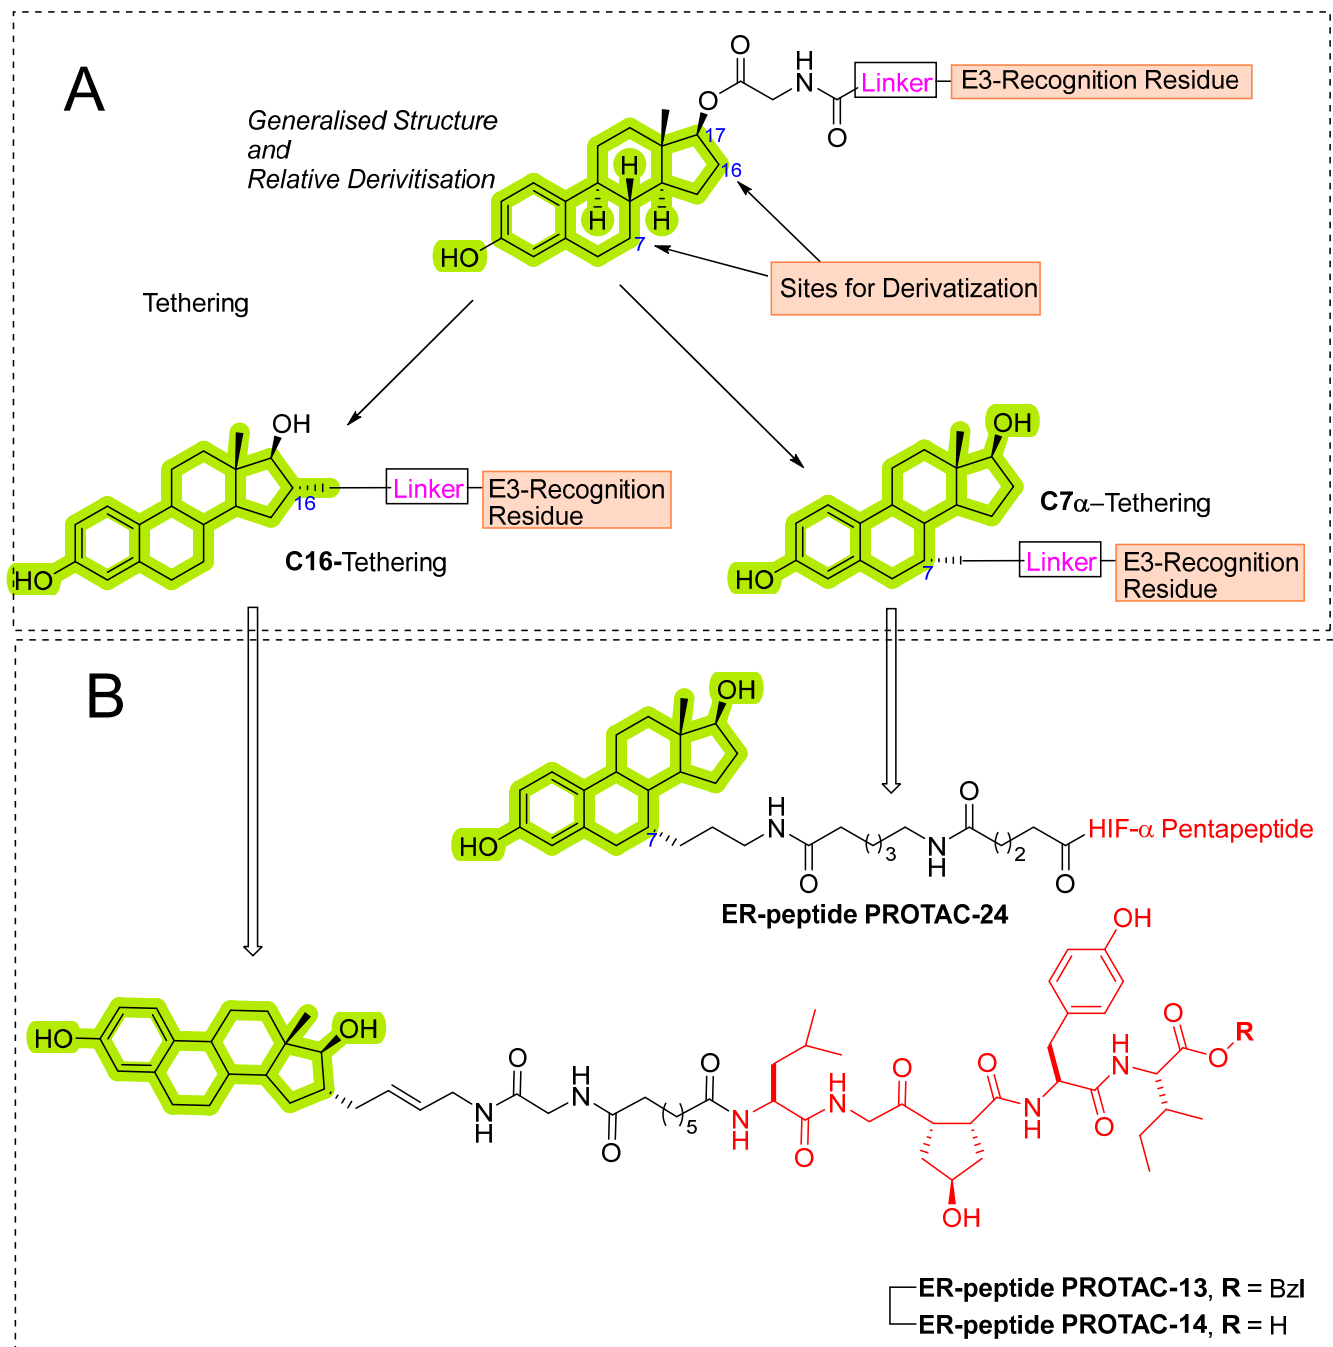 A
Generalised Structure
and
Relative Derivitisation
O
H
N
O
O
Linker
E3-Recognition Residue
17
16
H
H
H
7
HO
Sites for Derivatization
Tethering
OH
16
Linker
E3-Recognition
Residue
HO
C16-Tethering
OH
C7α–Tethering
7
HO
Linker
E3-Recognition
Residue
B
OH
HO
7
H
N
O
3
N
H
O
2
O
HIF-α Pentapeptide
ER-peptide PROTAC-24
HO
OH
N
H
O
H
N
O
5
O
N
H
O
H
N
O
OH
O
N
H
OH
O
H
N
O
O
R
ER-peptide PROTAC-13, R = Bzl
ER-peptide PROTAC-14, R = H